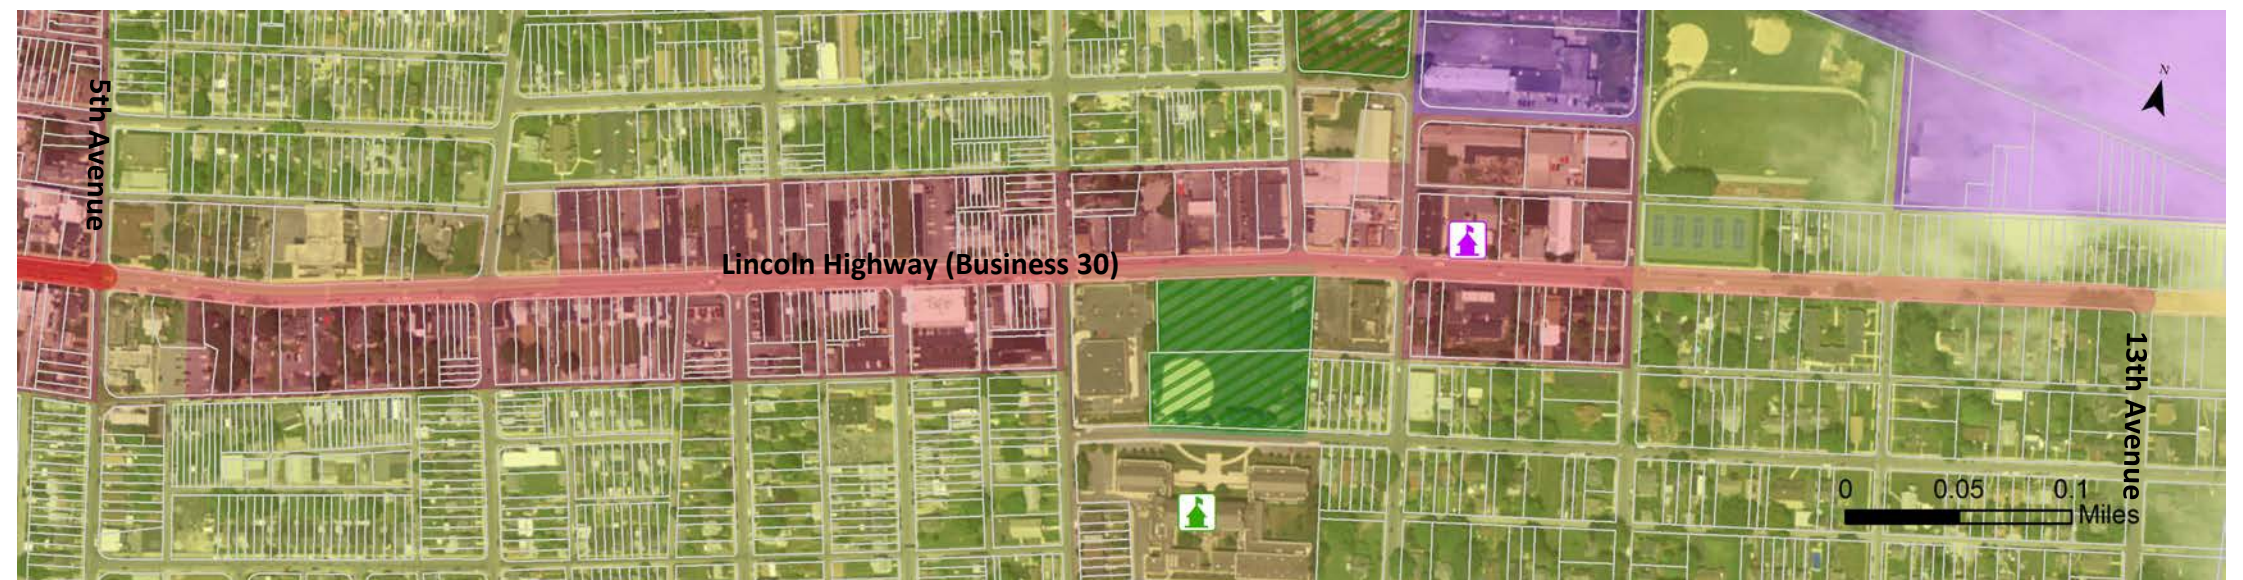 N
5th Avenue
Lincoln Highway (Business 30)
13th Avenue
0 0.05 0.1
Miles